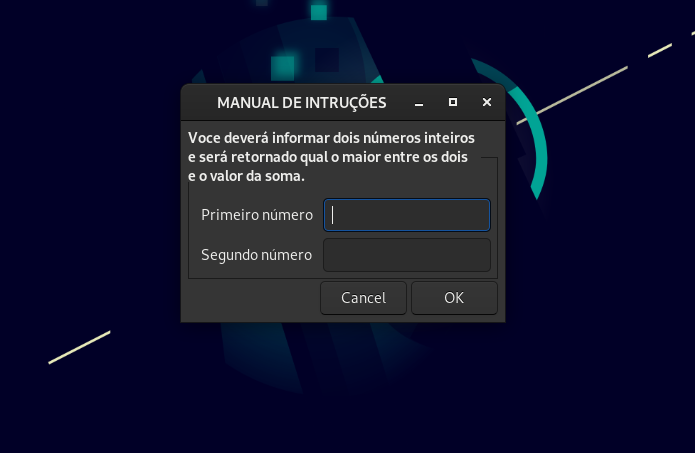 MANUAL DE INTRUÇÕES
Voce deverá informar dois números inteiros
e será retornado qual o maior entre os dois
e o valor da soma.
Primeiro número
Segundo número
Cancel OK